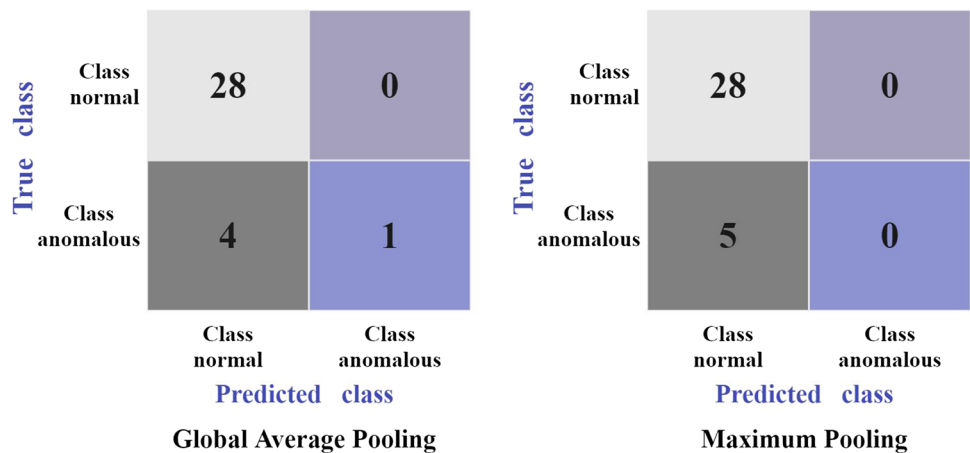 True class
Class
normal
28
0
Class
anomalous
4
1
Class
normal
Class
anomalous
Predicted class
Global Average Pooling
True class
Class
normal
28
0
Class
anomalous
5
0
Class
normal
Class
anomalous
Predicted class
Maximum Pooling